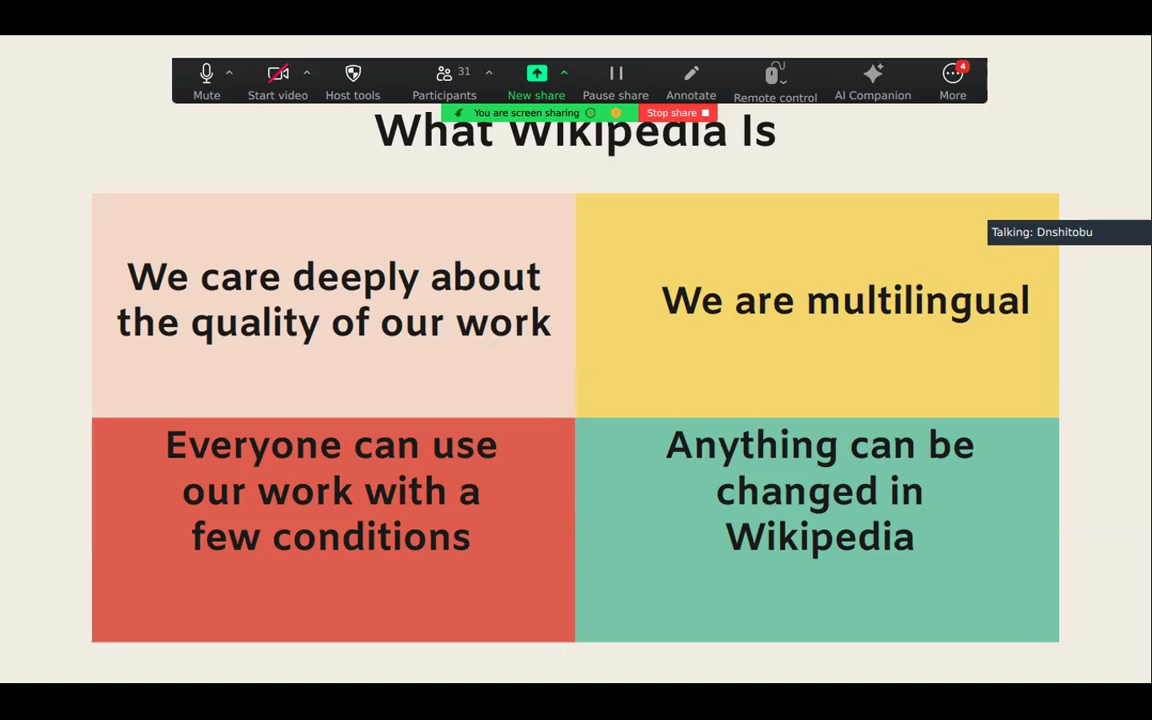 31
4
Mute
Start video
Host tools
Participants
New share
Pause share
Annotate
Remote control
AI Companion
More
You are screen sharing
Stop share
What Wikipedia Is
Talking: Dnshitobu
We care deeply about
the quality of our work
We are multilingual
Everyone can use
our work with a
few conditions
Anything can be
changed in
Wikipedia